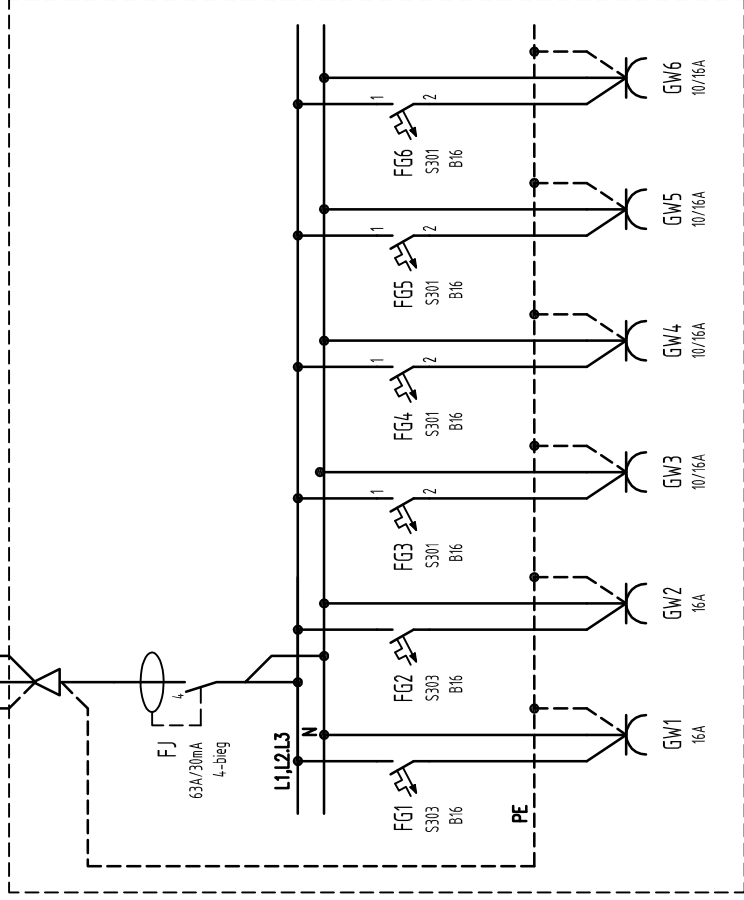 FJ
63A/30mA
4-bieg
4
L1,L2.L3
N
PE
FG1
S303
B16
FG2
S303
B16
FG3
S301
B16
1
2
FG4
S301
B16
1
2
FG5
S301
B16
1
2
FG6
S301
B16
1
2
GW1
16A
GW2
16A
GW3
10/16A
GW4
10/16A
GW5
10/16A
GW6
10/16A